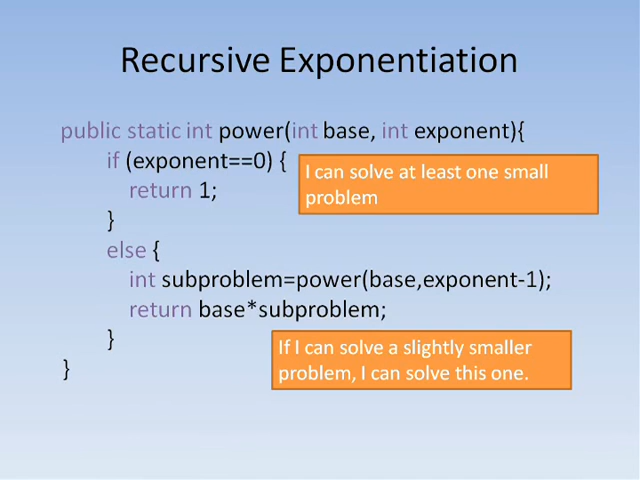 Recursive Exponentiation
public static int power(int base, int exponent){
if (exponent==0) {
I can solve at least one small
problem
return 1;
}
else {
int subproblem=power(base,exponent-1);
return base*subproblem;
}
If I can solve a slightly smaller
problem, I can solve this one.
}